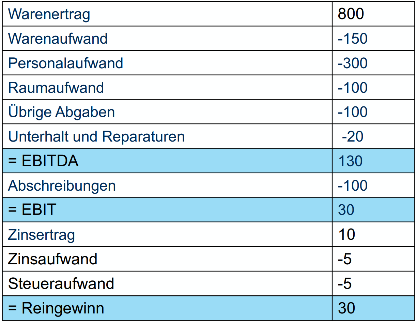 Warenertrag 800
Warenaufwand -150
Personalaufwand -300
Raumaufwand -100
Übrige Abgaben -100
Unterhalt und Reparaturen -20
= EBITDA 130
Abschreibungen -100
= EBIT 30
Zinsertrag 10
Zinsaufwand -5
Steueraufwand -5
= Reingewinn 30